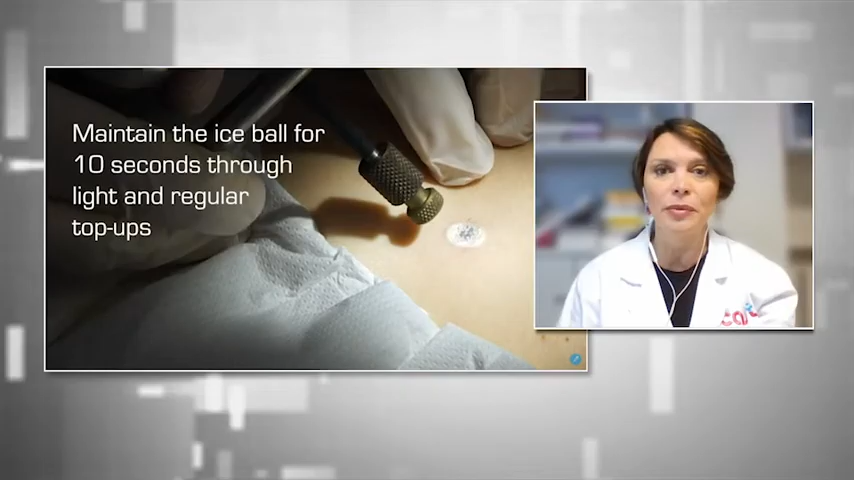 Maintain the ice ball for
10 seconds through
light and regular
top-ups